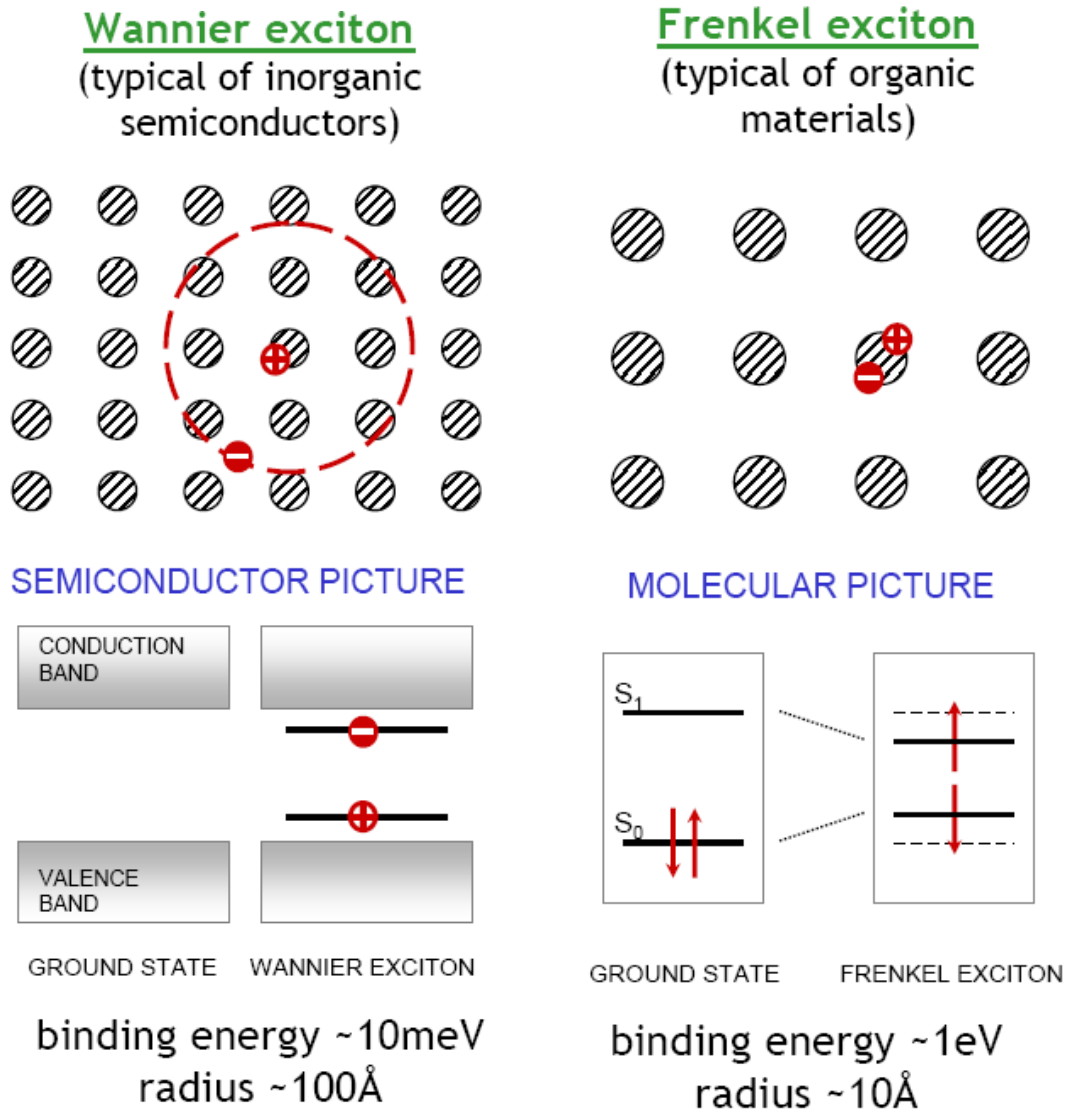 Wannier exciton
(typical of inorganic
semiconductors)
SEMICONDUCTOR PICTURE
CONDUCTION
BAND
VALENCE
BAND
GROUND STATE
WANNIER EXCITON
binding energy ~10meV
radius ~100Å
Frenkel exciton
(typical of organic
materials)
MOLECULAR PICTURE
S₁
S₀
GROUND STATE
FRENKEL EXCITON
binding energy ~1eV
radius ~10Å